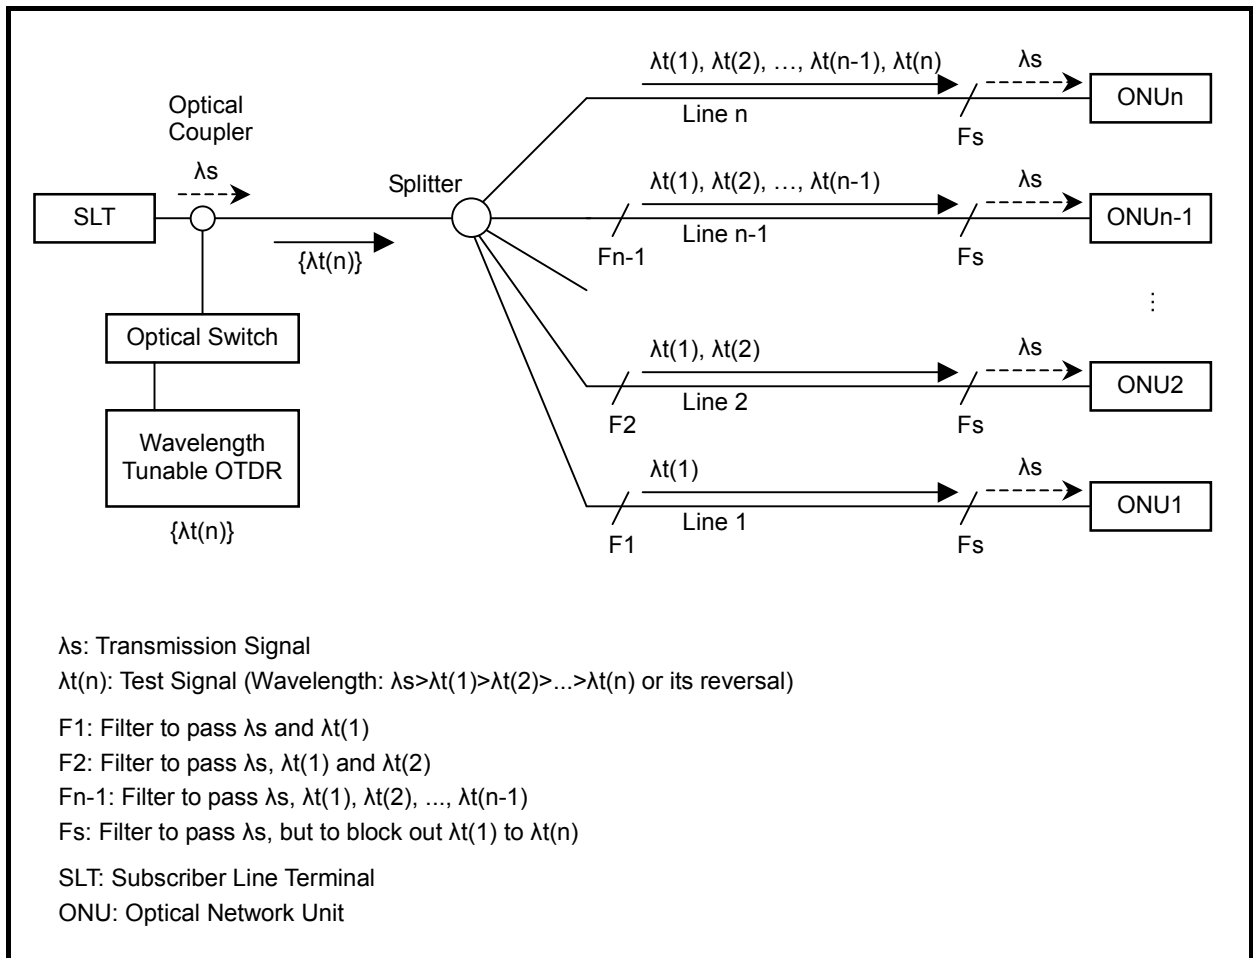 λt(1), λt(2), …, λt(n-1), λt(n)
λs
ONUn
Line n
Fs
Optical
Coupler
λs
SLT
Splitter
{λt(n)}
λt(1), λt(2), …, λt(n-1)
λs
ONUn-1
Fn-1
Line n-1
Fs
⋮
Optical Switch
Wavelength
Tunable OTDR
{λt(n)}
λt(1), λt(2)
λs
ONU2
F2
Line 2
Fs
λt(1)
λs
ONU1
F1
Line 1
Fs
λs: Transmission Signal
λt(n): Test Signal (Wavelength: λs>λt(1)>λt(2)>...>λt(n) or its reversal)
F1: Filter to pass λs and λt(1)
F2: Filter to pass λs, λt(1) and λt(2)
Fn-1: Filter to pass λs, λt(1), λt(2), ..., λt(n-1)
Fs: Filter to pass λs, but to block out λt(1) to λt(n)
SLT: Subscriber Line Terminal
ONU: Optical Network Unit